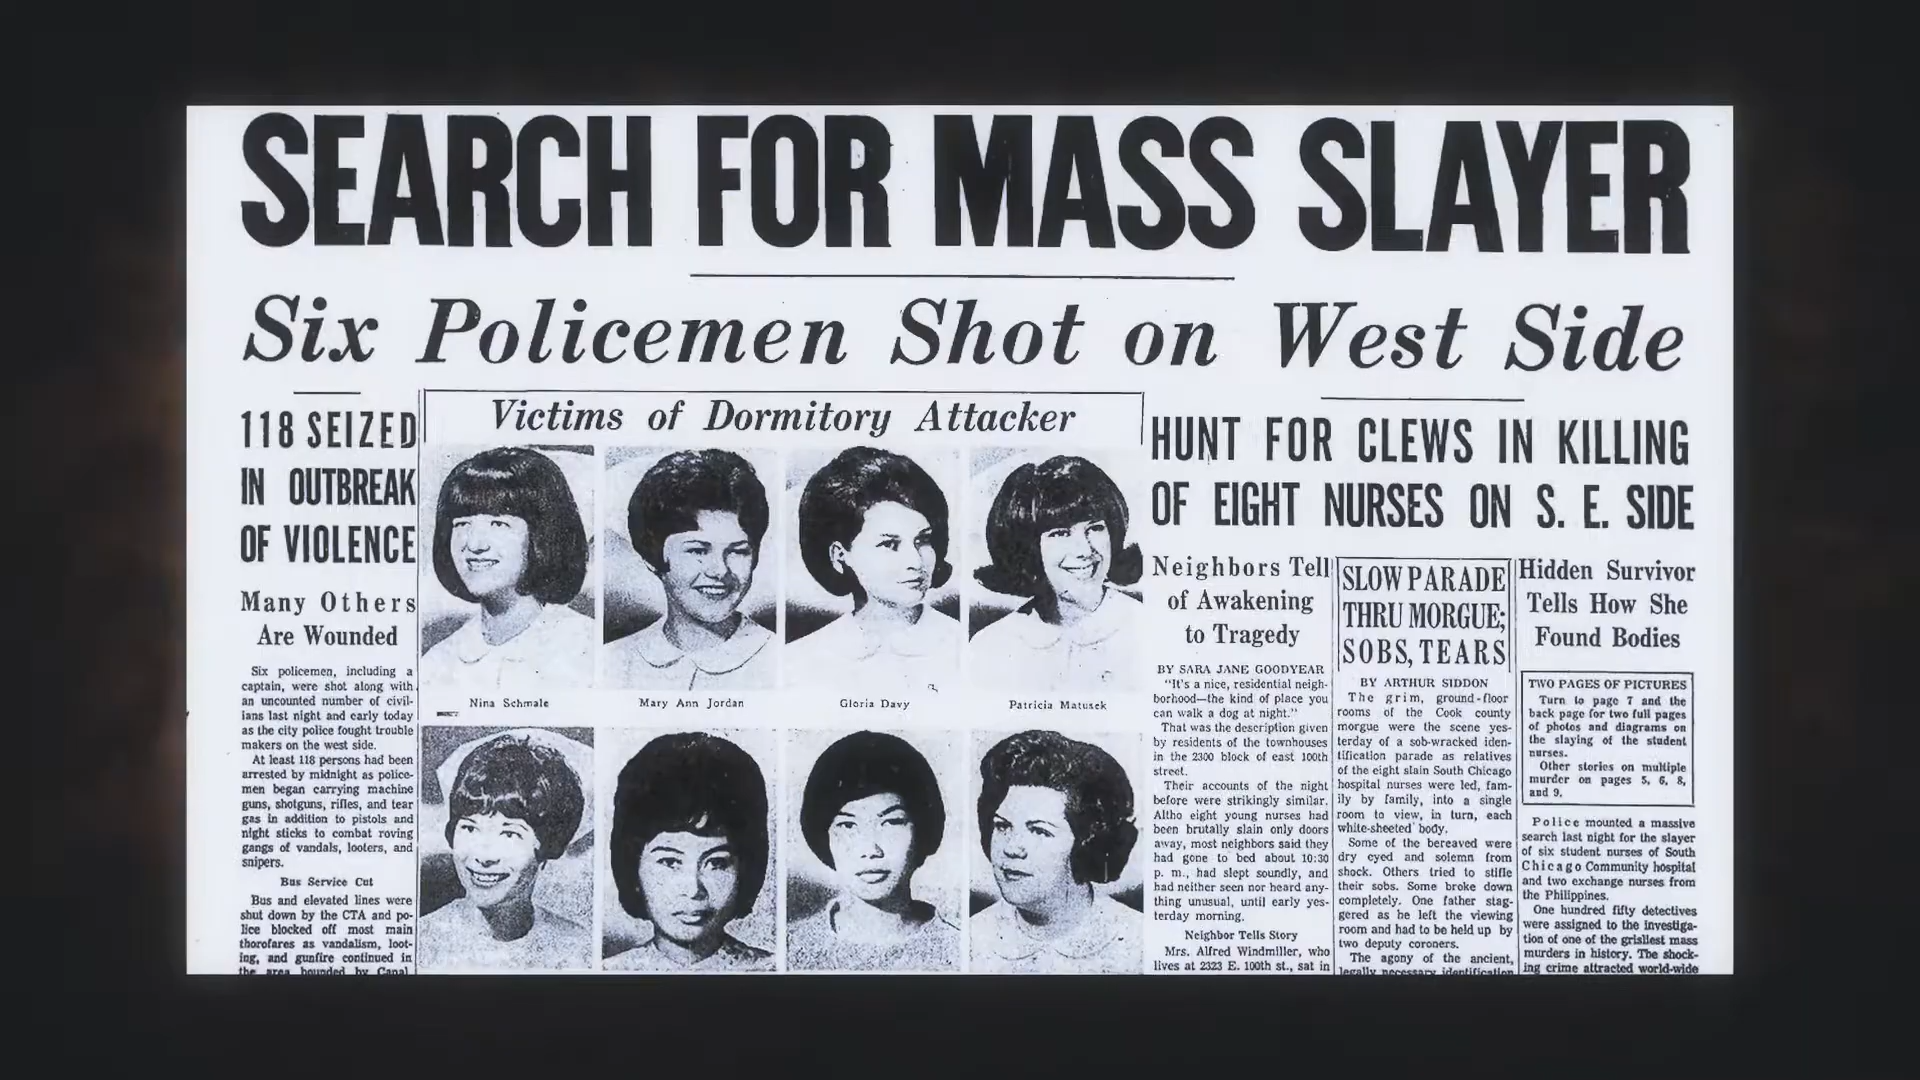 SEARCH FOR MASS SLAYER
Six Policemen Shot on West Side
118 SEIZED
IN OUTBREAK
OF VIOLENCE
Many Others
Are Wounded
Six policemen, including a
captain, were shot along with
an uncounted number of civil-
ians last night and early today
as the city police fought trouble
makers on the west side.
At least 118 persons had been
arrested by midnight as police-
men began carrying machine
guns, shotguns, rifles, and tear
gas in addition to pistols and
night sticks to combat roving
gangs of vandals, looters, and
snipers.
Bus Service Cut
Bus and elevated lines were
shut down by the CTA and po-
lice blocked off most main
thorofares as vandalism, loot-
ing, and gunfire continued in
the area bounded by Canal
Victims of Dormitory Attacker
Nina Schmale
Mary Ann Jordan
Gloria Davy
Patricia Matusek
HUNT FOR CLEWS IN KILLING
OF EIGHT NURSES ON S. E. SIDE
Neighbors Tell
of Awakening
to Tragedy
BY SARA JANE GOODYEAR
"It's a nice, residential neigh-
borhood—the kind of place you
can walk a dog at night."
That was the description given
by residents of the townhouses
in the 2300 block of east 100th
street.
Their accounts of the night
before were strikingly similar.
Altho eight young nurses had
been brutally slain only doors
away, most neighbors said they
had gone to bed about 10:30
p. m., had slept soundly, and
had neither seen nor heard any-
thing unusual, until early yes-
terday morning.
Neighbor Tells Story
Mrs. Alfred Windmiller, who
lives at 2323 E. 100th st., sat in
SLOW PARADE
THRU MORGUE;
SOBS, TEARS
BY ARTHUR SIDDON
The grim, ground-floor
rooms of the Cook county
morgue were the scene yes-
terday of a sob-wracked iden-
tification parade as relatives
of the eight slain South Chicago
hospital nurses were led, fam-
ily by family, into a single
room to view, in turn, each
white-sheeted body.
Some of the bereaved were
dry eyed and solemn from
shock. Others tried to stifle
their sobs. Some broke down
completely. One father stag-
gered as he left the viewing
room and had to be held up by
two deputy coroners.
The agony of the ancient,
legally necessary identification
Hidden Survivor
Tells How She
Found Bodies
TWO PAGES OF PICTURES
Turn to page 7 and the
back page for two full pages
of photos and diagrams on
the slaying of the student
nurses.
Other stories on multiple
murder on pages 5, 6, 8,
and 9.
Police mounted a massive
search last night for the slayer
of six student nurses of South
Chicago Community hospital
and two exchange nurses from
the Philippines.
One hundred fifty detectives
were assigned to the investiga-
tion of one of the grisliest mass
murders in history. The shock-
ing crime attracted world-wide